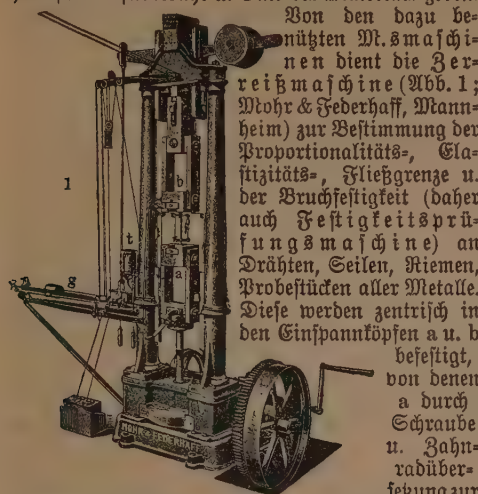 Von den dazu be=
nützten M.smaschi=
nen dient die Zer=
reißmaschine (Abb. 1;
Mohr & Federhaff, Mann=
heim) zur Bestimmung der
Proportionalitäts=, Ela=
stizitäts=, Fließgrenze u.
der Bruchfestigkeit (daher
auch Festigkeitsprü=
fungsmaschine) an
Drähten, Seilen, Riemen,
Probestücken aller Metalle.
Diese werden zentrisch in
den Einspannköpfen a u. b
befestigt,
von denen
a durch
Schraube
u. Zahn=
radüber=
setzung zur
1
b
t
a
g
MOHR & FEDERHAFF